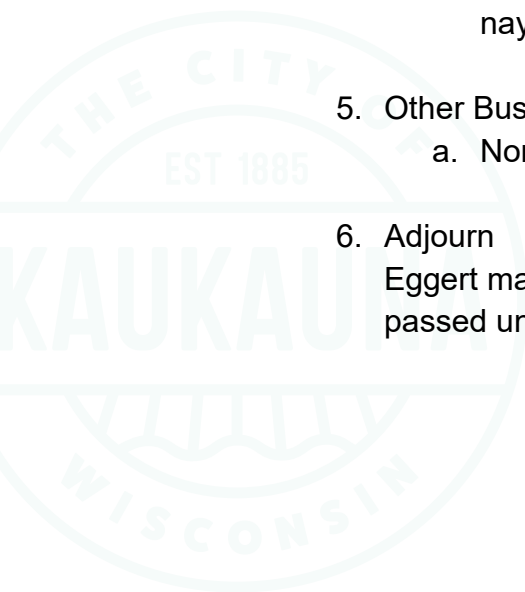 nay
5. Other Bus
a. Nor
6. Adjourn
Eggert ma
passed un
THE CITY OF
EST 1885
KAUKAUNA
WISCONSIN